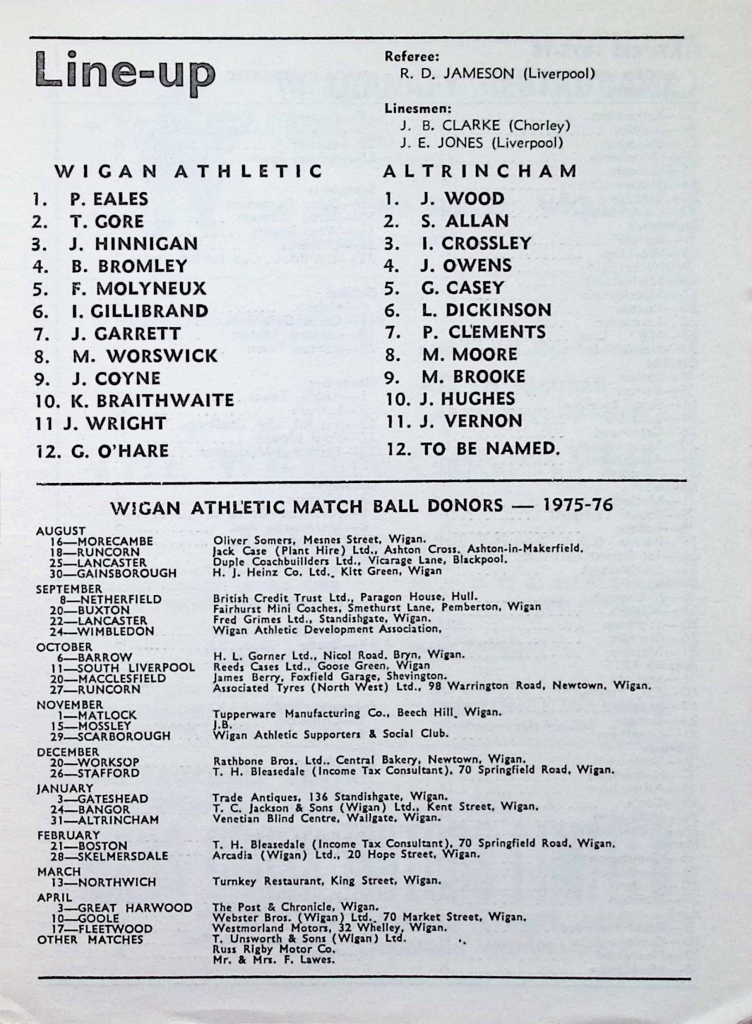 Line-up
Referee:
R. D. JAMESON (Liverpool)
Linesmen:
J. B. CLARKE (Chorley)
J. E. JONES (Liverpool)
WIGAN ATHLETIC
1. P. EALES
2. T. GORE
3. J. HINNIGAN
4. B. BROMLEY
5. F. MOLYNEUX
6. I. GILLIBRAND
7. J. GARRETT
8. M. WORSWICK
9. J. COYNE
10. K. BRAITHWAITE
11 J. WRIGHT
12. G. O'HARE
ALTRINCHAM
1. J. WOOD
2. S. ALLAN
3. I. CROSSLEY
4. J. OWENS
5. G. CASEY
6. L. DICKINSON
7. P. CLEMENTS
8. M. MOORE
9. M. BROOKE
10. J. HUGHES
11. J. VERNON
12. TO BE NAMED.
WIGAN ATHLETIC MATCH BALL DONORS — 1975-76
AUGUST
16—MORECAMBE Oliver Somers, Mesnes Street, Wigan.
18—RUNCORN Jack Case (Plant Hire) Ltd., Ashton Cross, Ashton-in-Makerfield.
25—LANCASTER Duple Coachbuillders Ltd., Vicarage Lane, Blackpool.
30—GAINSBOROUGH H. J. Heinz Co. Ltd., Kitt Green, Wigan
SEPTEMBER
8—NETHERFIELD British Credit Trust Ltd., Paragon House, Hull.
20—BUXTON Fairhurst Mini Coaches, Smethurst Lane, Pemberton, Wigan
22—LANCASTER Fred Grimes Ltd., Standishgate, Wigan.
24—WIMBLEDON Wigan Athletic Development Association,
OCTOBER
6—BARROW H. L. Gorner Ltd., Nicol Road, Bryn, Wigan.
11—SOUTH LIVERPOOL Reeds Cases Ltd., Goose Green, Wigan
20—MACCLESFIELD James Berry, Foxfield Garage, Shevington.
27—RUNCORN Associated Tyres (North West) Ltd., 98 Warrington Road, Newtown, Wigan.
NOVEMBER
1—MATLOCK Tupperware Manufacturing Co., Beech Hill, Wigan.
15—MOSSLEY J.B.
29—SCARBOROUGH Wigan Athletic Supporters & Social Club.
DECEMBER
20—WORKSOP Rathbone Bros. Ltd.. Central Bakery, Newtown, Wigan.
26—STAFFORD T. H. Bleasedale (Income Tax Consultant), 70 Springfield Road, Wigan.
JANUARY
3—GATESHEAD Trade Antiques, 136 Standishgate, Wigan.
24—BANGOR T. C. Jackson & Sons (Wigan) Ltd., Kent Street, Wigan.
31—ALTRINCHAM Venetian Blind Centre, Wallgate, Wigan.
FEBRUARY
21—BOSTON T. H. Bleasedale (Income Tax Consultant), 70 Springfield Road, Wigan.
28—SKELMERSDALE Arcadia (Wigan) Ltd., 20 Hope Street, Wigan.
MARCH
13—NORTHWICH Turnkey Restaurant, King Street, Wigan.
APRIL
3—GREAT HARWOOD The Post & Chronicle, Wigan.
10—GOOLE Webster Bros. (Wigan) Ltd., 70 Market Street, Wigan.
17—FLEETWOOD Westmorland Motors, 32 Whelley, Wigan.
OTHER MATCHES T. Unsworth & Sons (Wigan) Ltd.
Russ Rigby Motor Co.
Mr. & Mrs. F. Lawes.